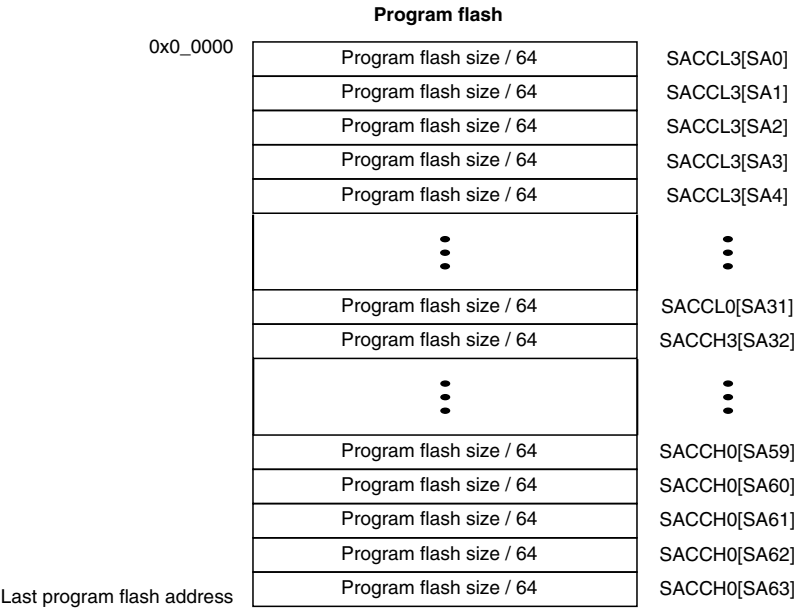 Program flash
0x0_0000
Program flash size / 64 SACCL3[SA0]
Program flash size / 64 SACCL3[SA1]
Program flash size / 64 SACCL3[SA2]
Program flash size / 64 SACCL3[SA3]
Program flash size / 64 SACCL3[SA4]
Program flash size / 64 SACCL0[SA31]
Program flash size / 64 SACCH3[SA32]
Program flash size / 64 SACCH0[SA59]
Program flash size / 64 SACCH0[SA60]
Program flash size / 64 SACCH0[SA61]
Program flash size / 64 SACCH0[SA62]
Program flash size / 64 SACCH0[SA63]
Last program flash address